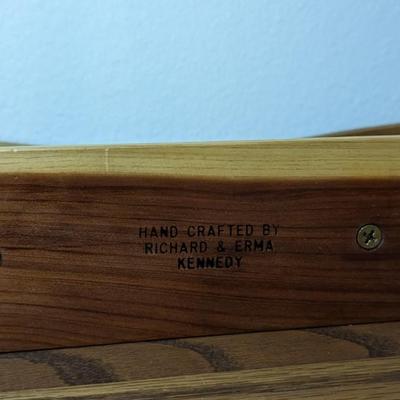 HAND CRAFTED BY
RICHARD & ERMA
KENNEDY